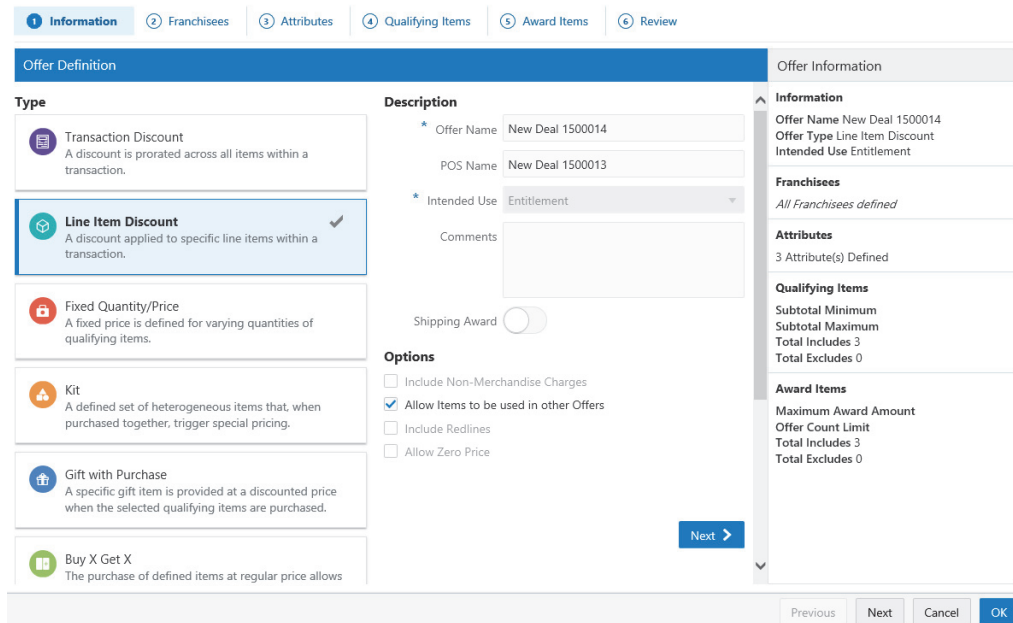 1 Information
2 Franchisees
3 Attributes
4 Qualifying Items
5 Award Items
6 Review
Offer Definition
Type
Transaction Discount
A discount is prorated across all items within a
transaction.
Line Item Discount
A discount applied to specific line items within a
transaction.
Fixed Quantity/Price
A fixed price is defined for varying quantities of
qualifying items.
Kit
A defined set of heterogeneous items that, when
purchased together, trigger special pricing.
Gift with Purchase
A specific gift item is provided at a discounted price
when the selected qualifying items are purchased.
Buy X Get X
The purchase of defined items at regular price allows
Description
* Offer Name New Deal 1500014
POS Name New Deal 1500013
* Intended Use Entitlement
Comments
Shipping Award
Options
Include Non-Merchandise Charges
Allow Items to be used in other Offers
Include Redlines
Allow Zero Price
Next
Offer Information
Information
Offer Name New Deal 1500014
Offer Type Line Item Discount
Intended Use Entitlement
Franchisees
All Franchisees defined
Attributes
3 Attribute(s) Defined
Qualifying Items
Subtotal Minimum
Subtotal Maximum
Total Includes 3
Total Excludes 0
Award Items
Maximum Award Amount
Offer Count Limit
Total Includes 3
Total Excludes 0
Previous
Next
Cancel
OK